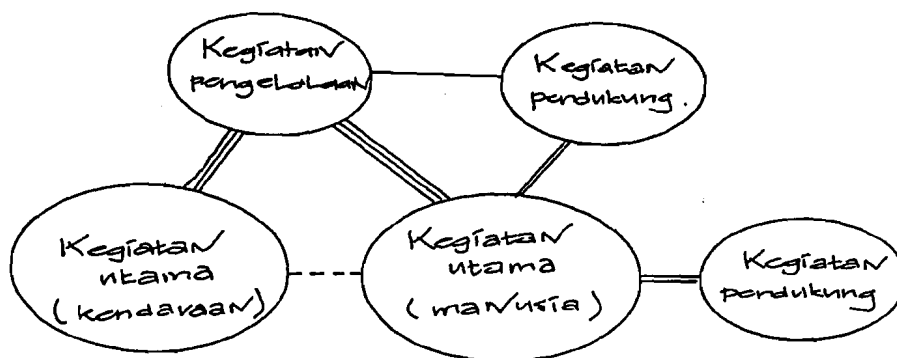 Kegiatan
pengelolaan
Kegiatan
pendukung.
Kegiatan
utama
(kendaraan)
Kegiatan
utama
(manusia)
Kegiatan
pendukung